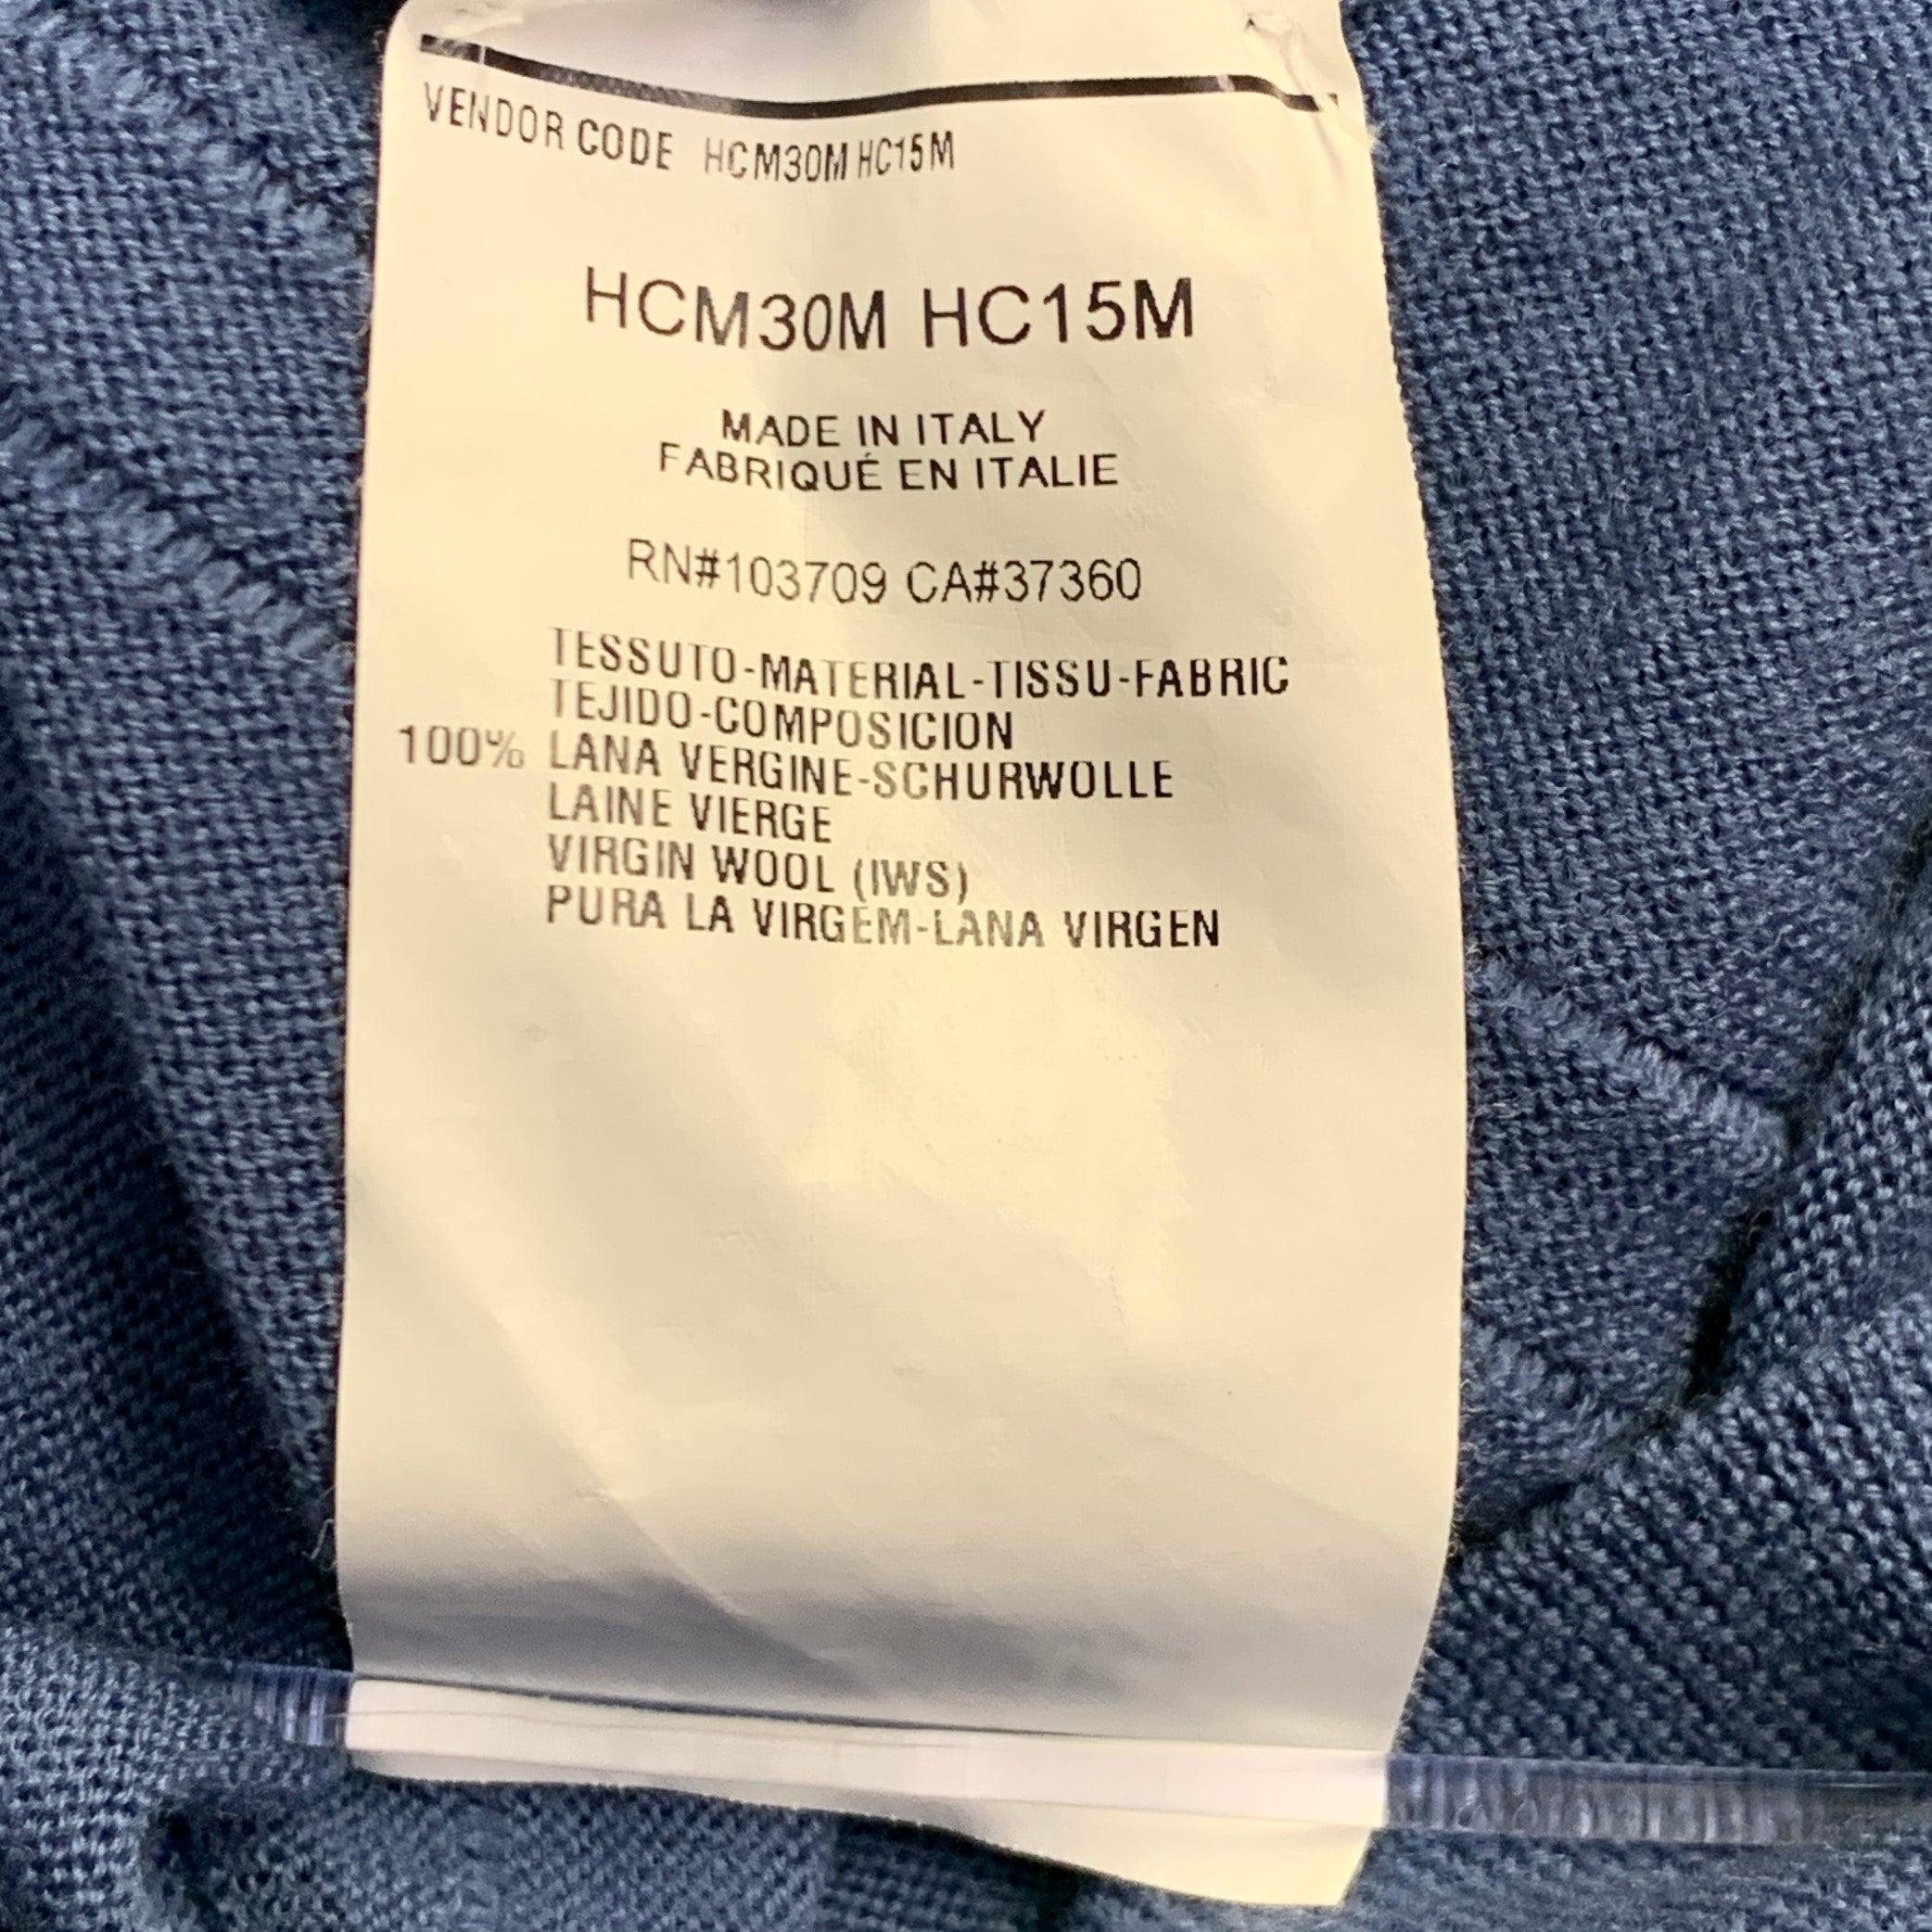 VENDOR CODE HCM30M HC15M
HCM30M HC15M
MADE IN ITALY
FABRIQUÉ EN ITALIE
RN#103709 CA#37360
TESSUTO-MATERIAL-TISSU-FABRIC
TEJIDO-COMPOSICION
100% LANA VERGINE-SCHURWOLLE
LAINE VIERGE
VIRGIN WOOL (IWS)
PURA LA VIRGEM-LANA VIRGEN